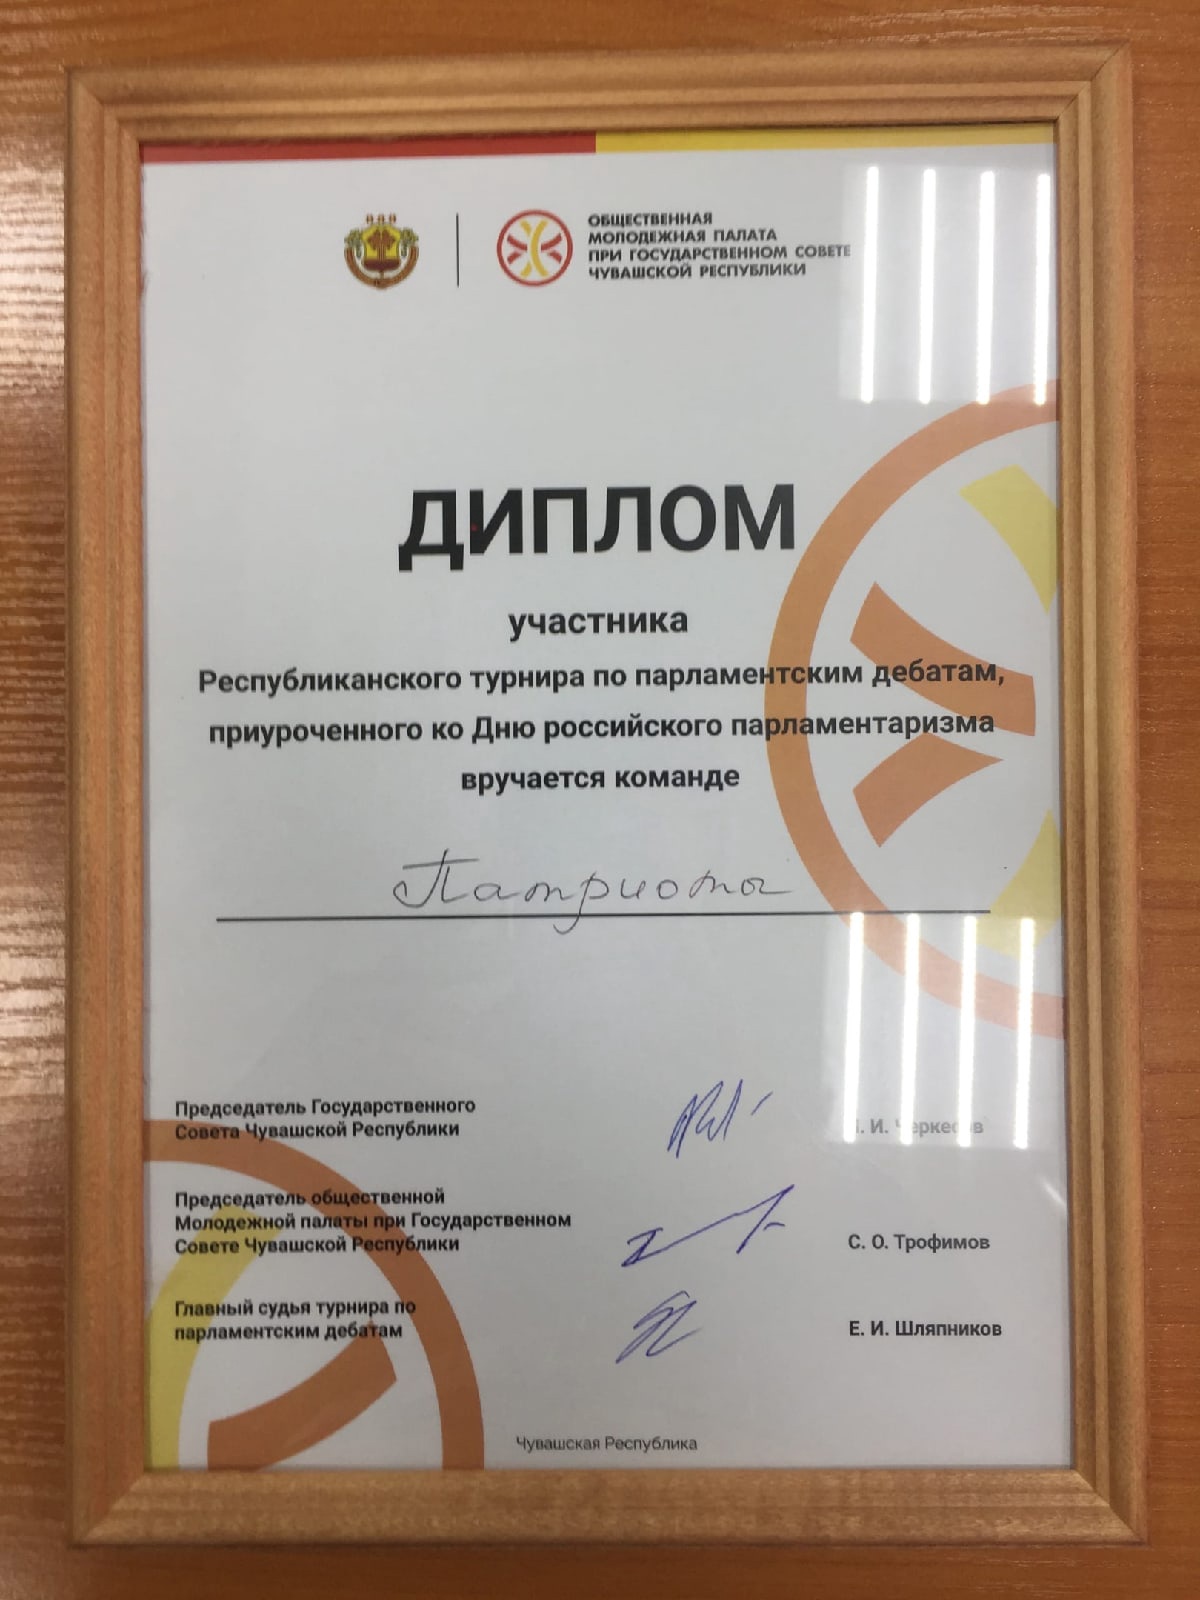 ОБЩЕСТВЕННАЯ
МОЛОДЕЖНАЯ ПАЛАТА
ПРИ ГОСУДАРСТВЕННОМ СОВЕТЕ
ЧУВАШСКОЙ РЕСПУБЛИКИ
ДИПЛОМ
участника
Республиканского турнира по парламентским дебатам,
приуроченного ко Дню российского парламентаризма
вручается команде
Патриоты
Председатель Государственного
Совета Чувашской Республики
И.
Председатель общественной
Молодежной палаты при Государственном
Совете Чувашской Республики
С. О. Трофимов
Главный судья турнира по
парламентским дебатам
Е. И. Шляпников
Чувашская Республика